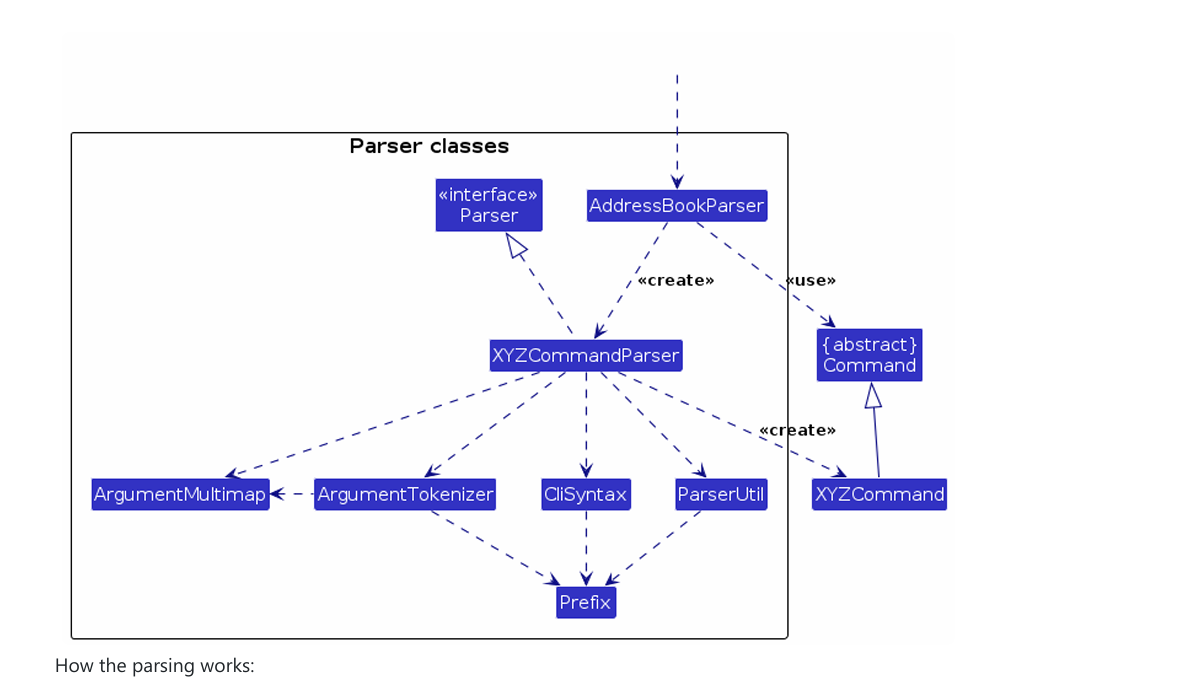 Parser classes
«interface»
Parser
AddressBookParser
«create»
«use»
XYZCommandParser
{abstract}
Command
«create»
ArgumentMultimap
ArgumentTokenizer
CliSyntax
ParserUtil
XYZCommand
Prefix
How the parsing works: